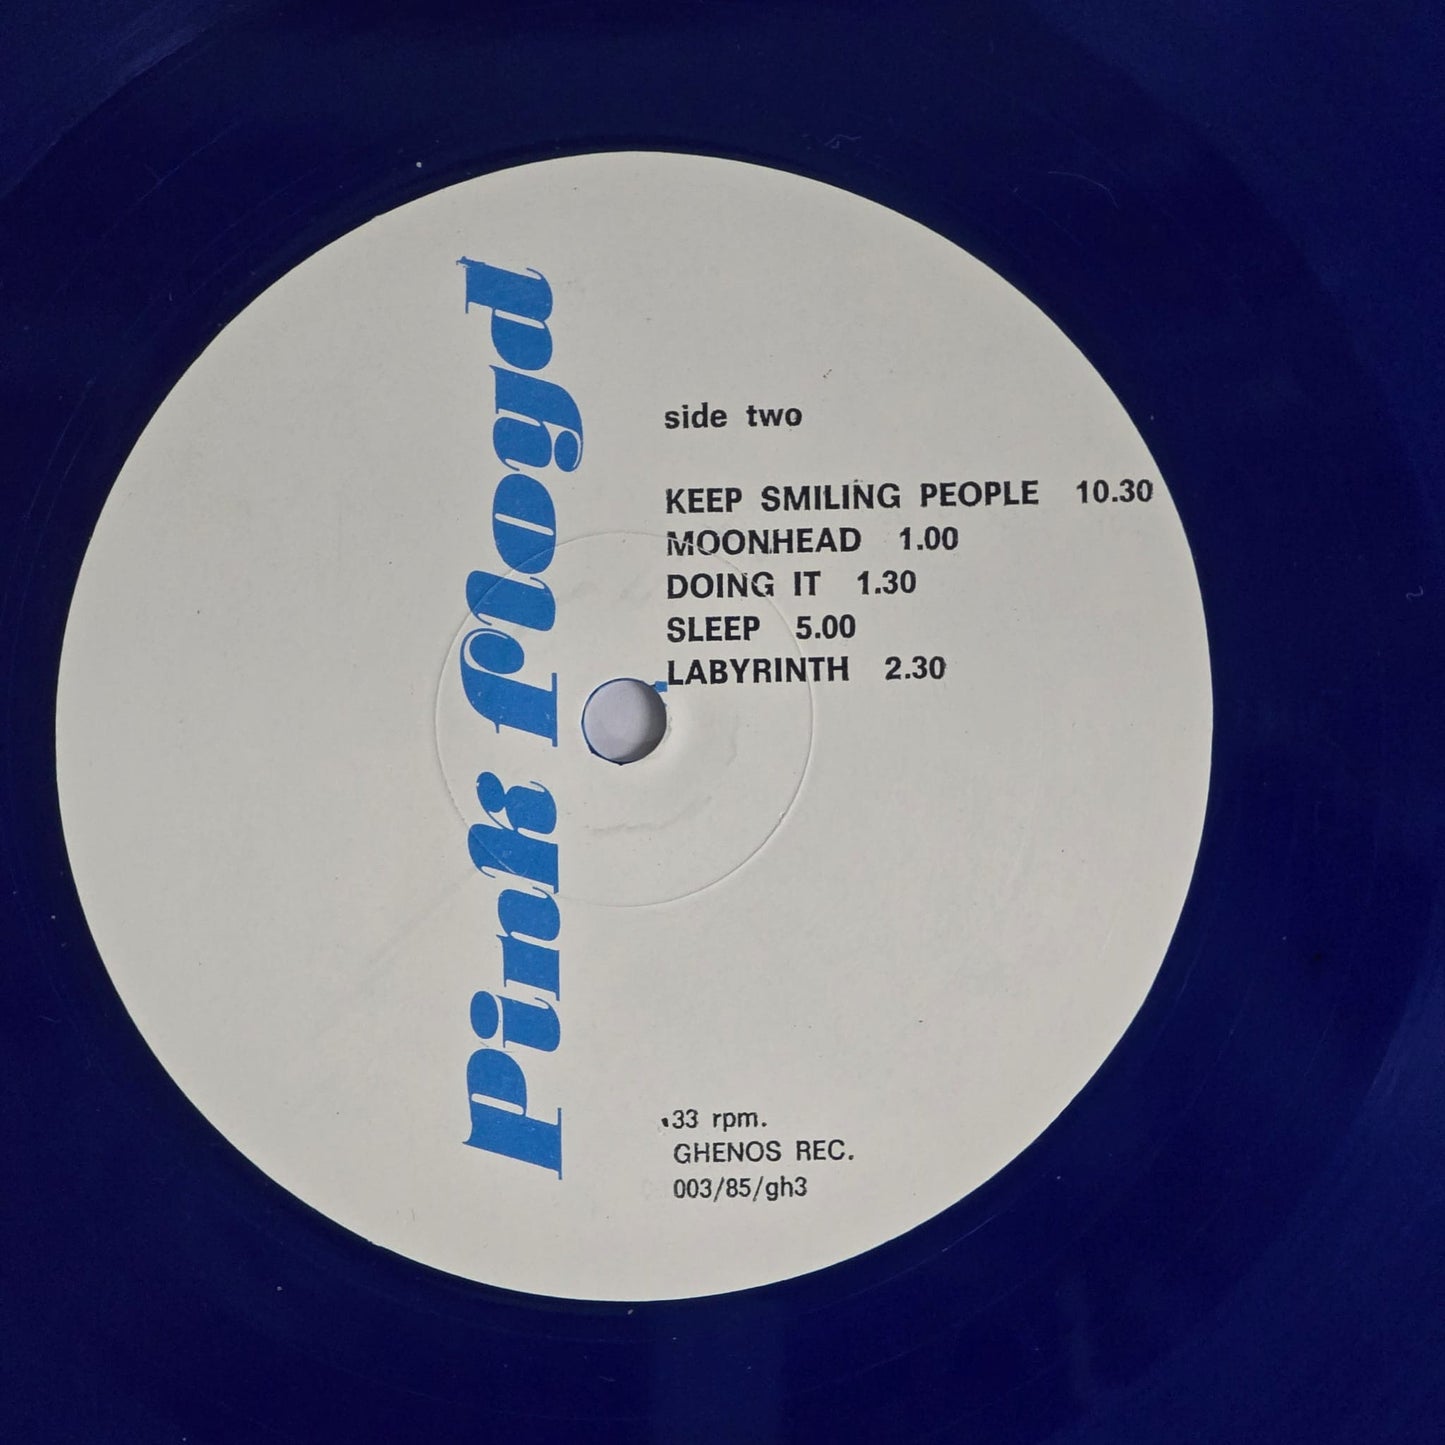 pink floyd
side two
KEEP SMILING PEOPLE 10.30
MOONHEAD 1.00
DOING IT 1.30
SLEEP 5.00
LABYRINTH 2.30
33 rpm.
GHENOS REC.
003/85/gh3